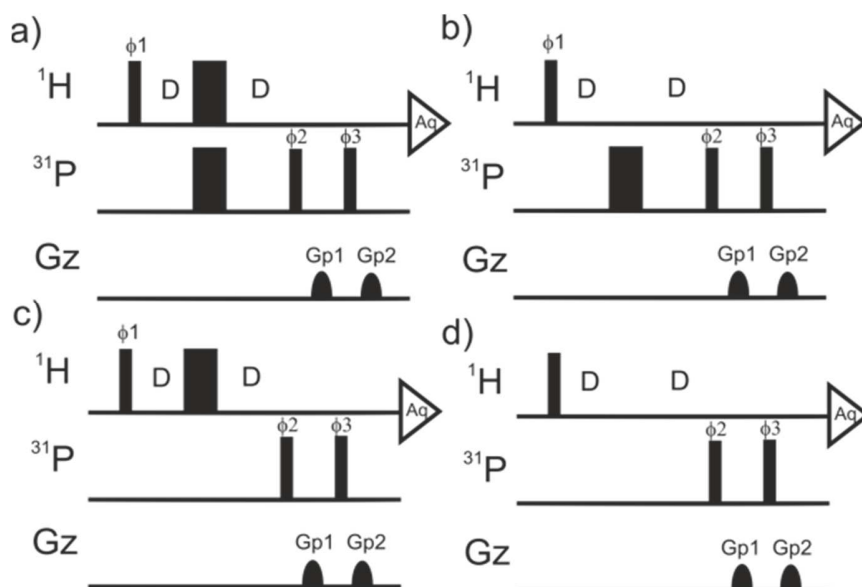 a)
ϕ1
¹H D D
Aq
ϕ2 ϕ3
³¹P
Gp1 Gp2
Gz
b)
ϕ1
¹H D D
Aq
ϕ2 ϕ3
³¹P
Gp1 Gp2
Gz
c)
ϕ1
¹H D D
Aq
ϕ2 ϕ3
³¹P
Gp1 Gp2
Gz
d)
¹H D D
Aq
ϕ2 ϕ3
³¹P
Gp1 Gp2
Gz